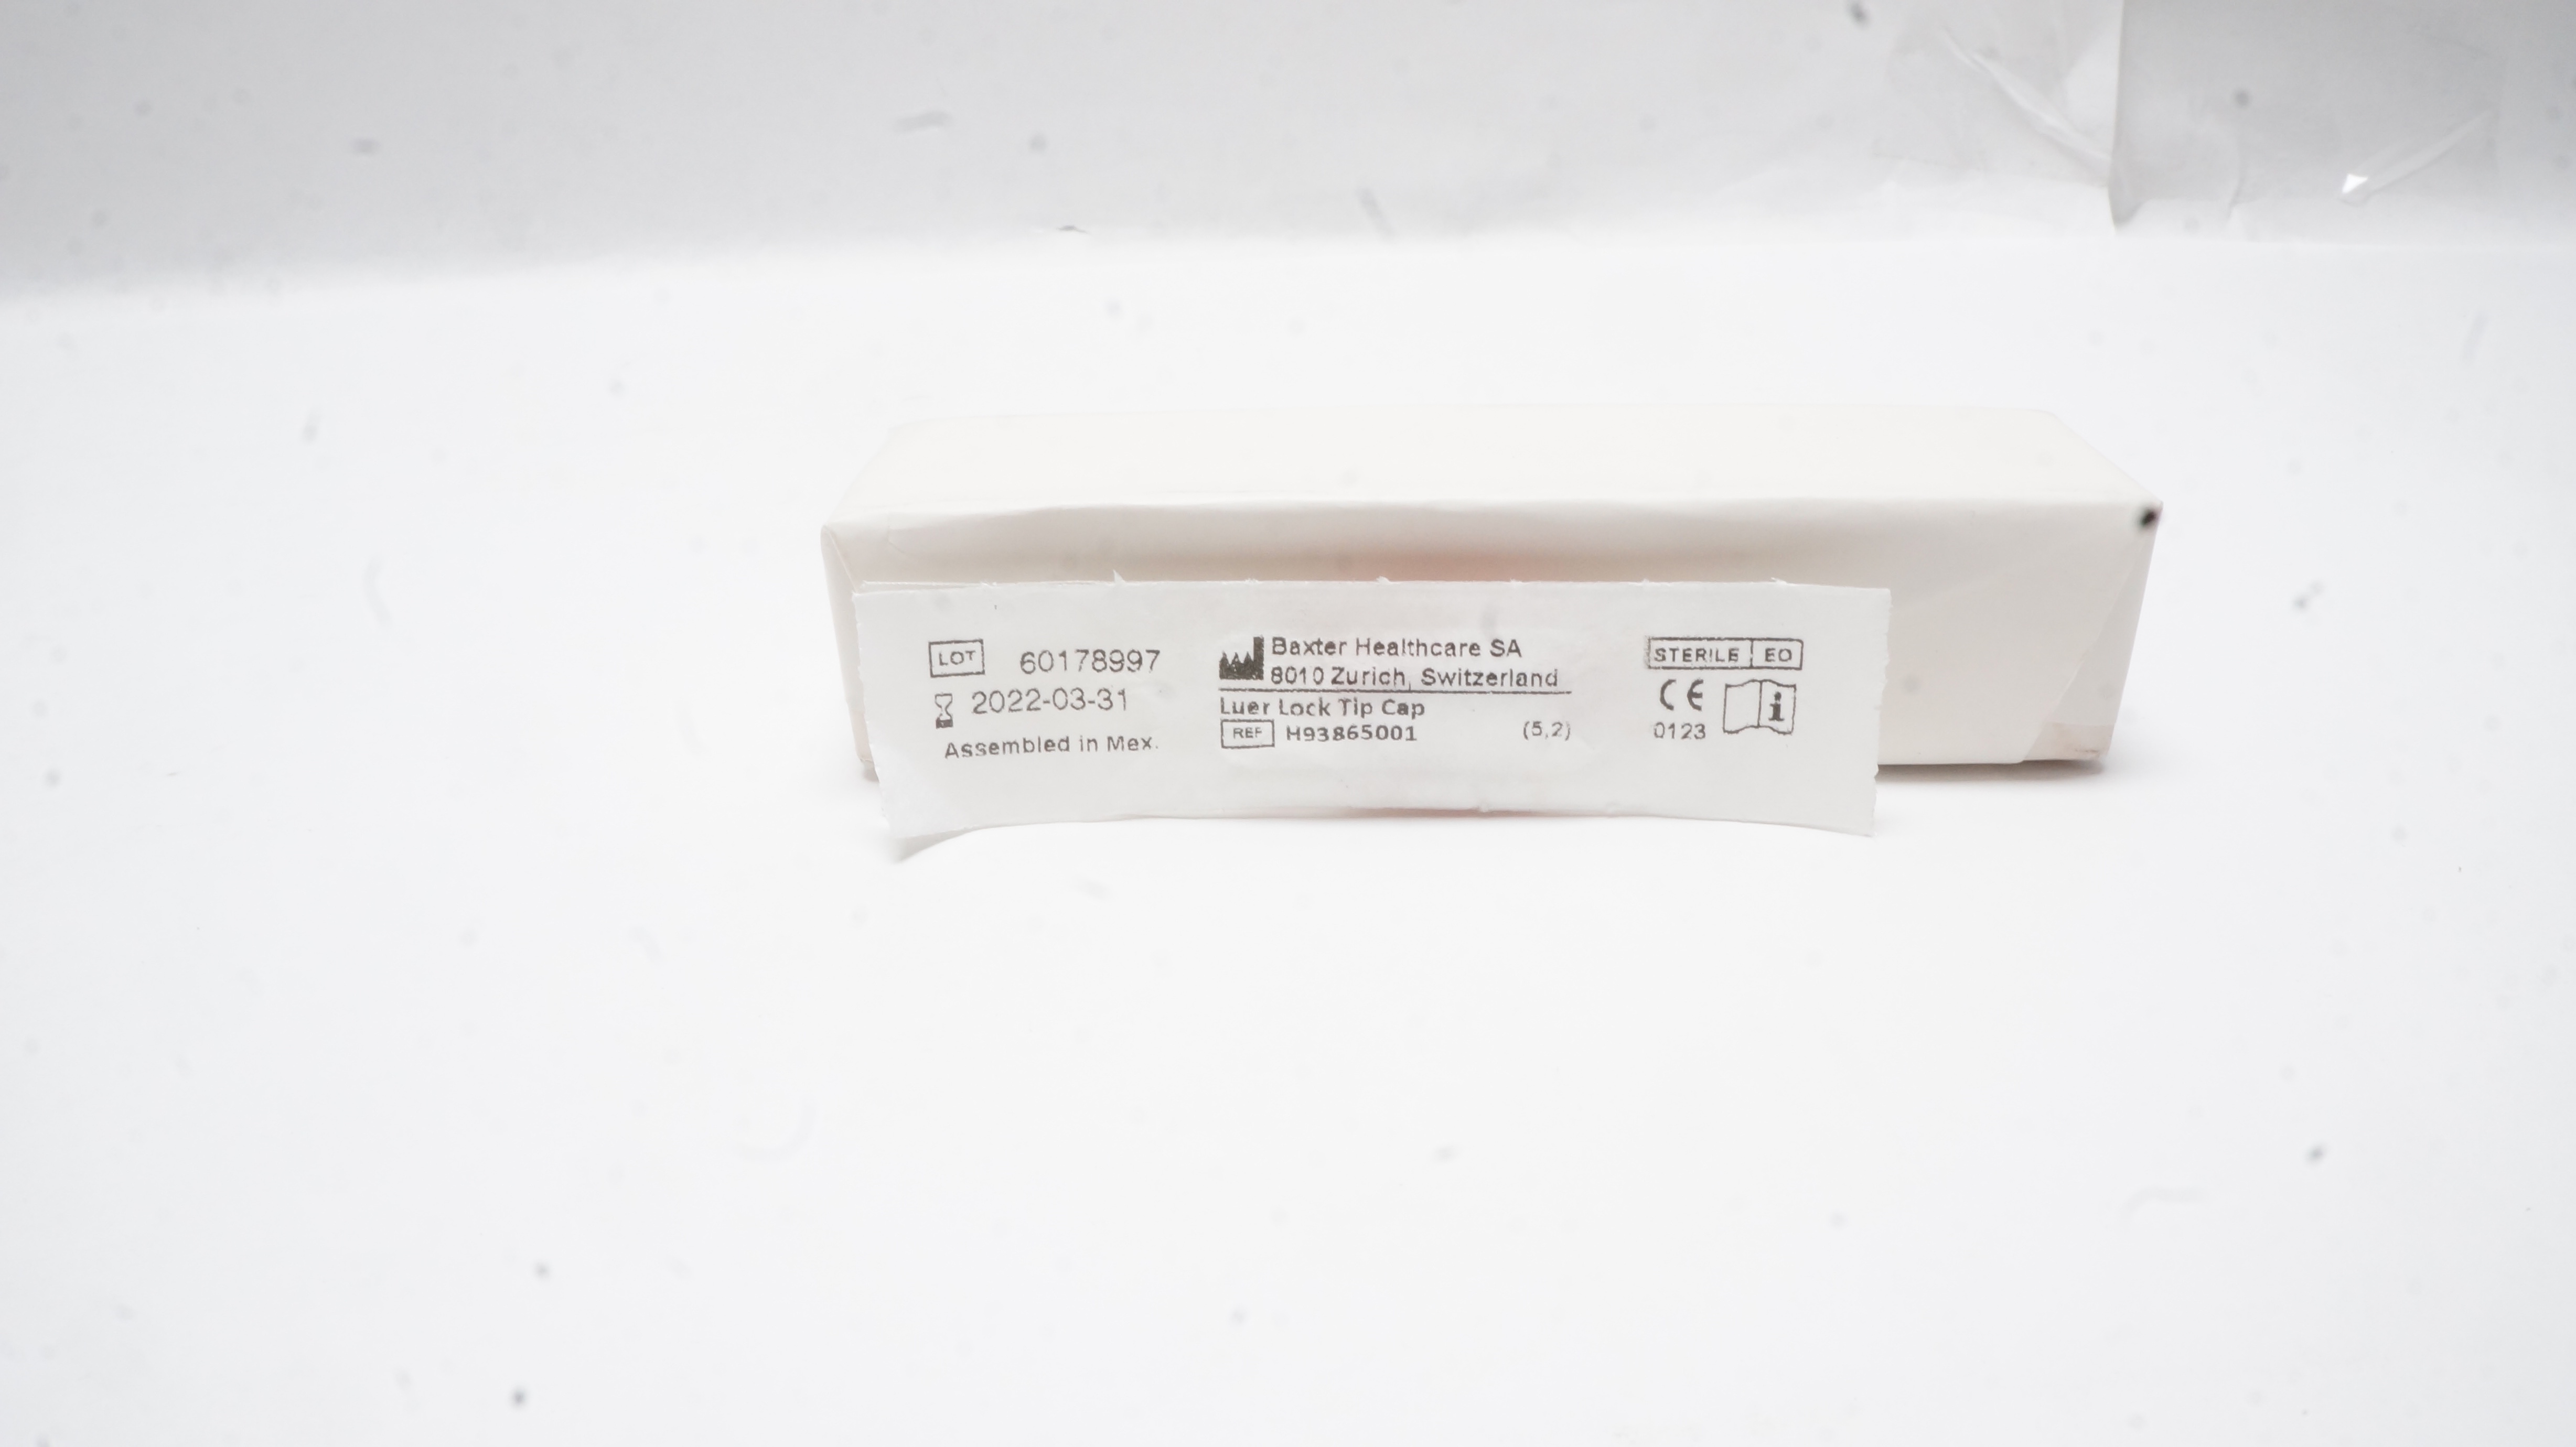 LOT 60178997
2022-03-31
Assembled in Mex.
Baxter Healthcare SA
8010 Zurich, Switzerland
Luer Lock Tip Cap
REF H93865001 (5,2)
STERILE EO
CE
0123
i